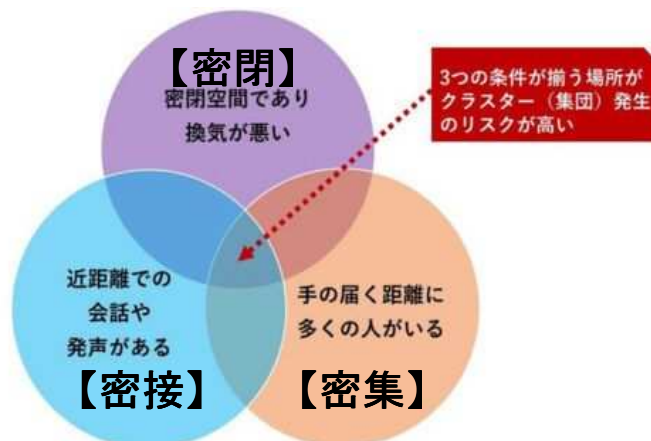 【密閉】
密閉空間であり
換気が悪い
3つの条件が揃う場所が
クラスター（集団）発生
のリスクが高い
近距離での
会話や
発声がある
【密接】
手の届く距離に
多くの人がいる
【密集】